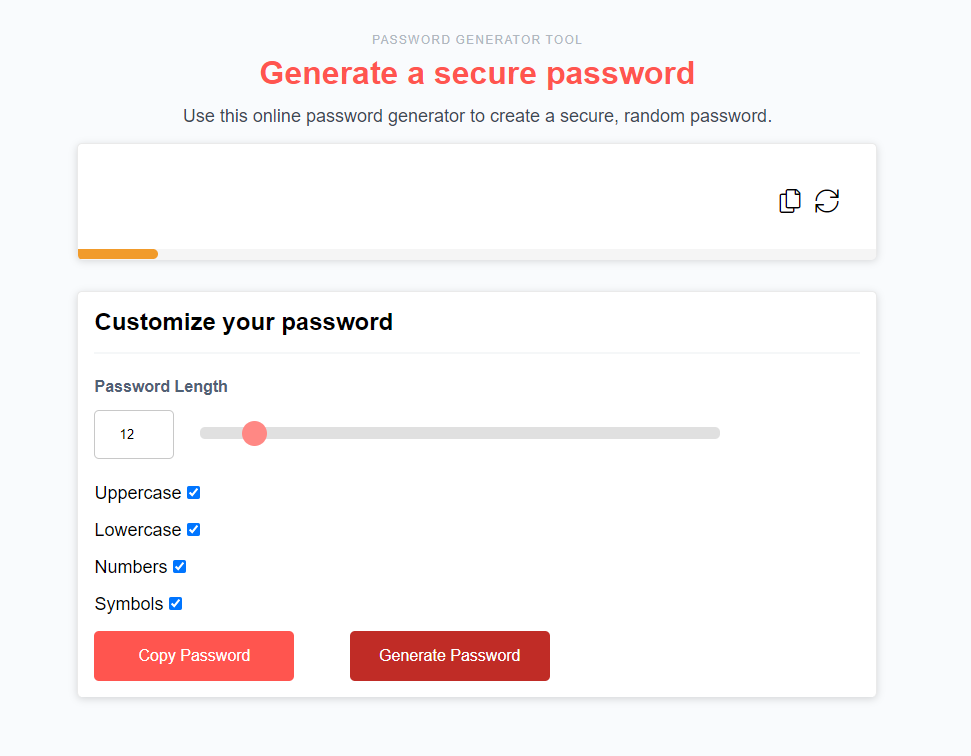 PASSWORD GENERATOR TOOL
Generate a secure password
Use this online password generator to create a secure, random password.
Customize your password
Password Length
12
Uppercase
Lowercase
Numbers
Symbols
Copy Password Generate Password